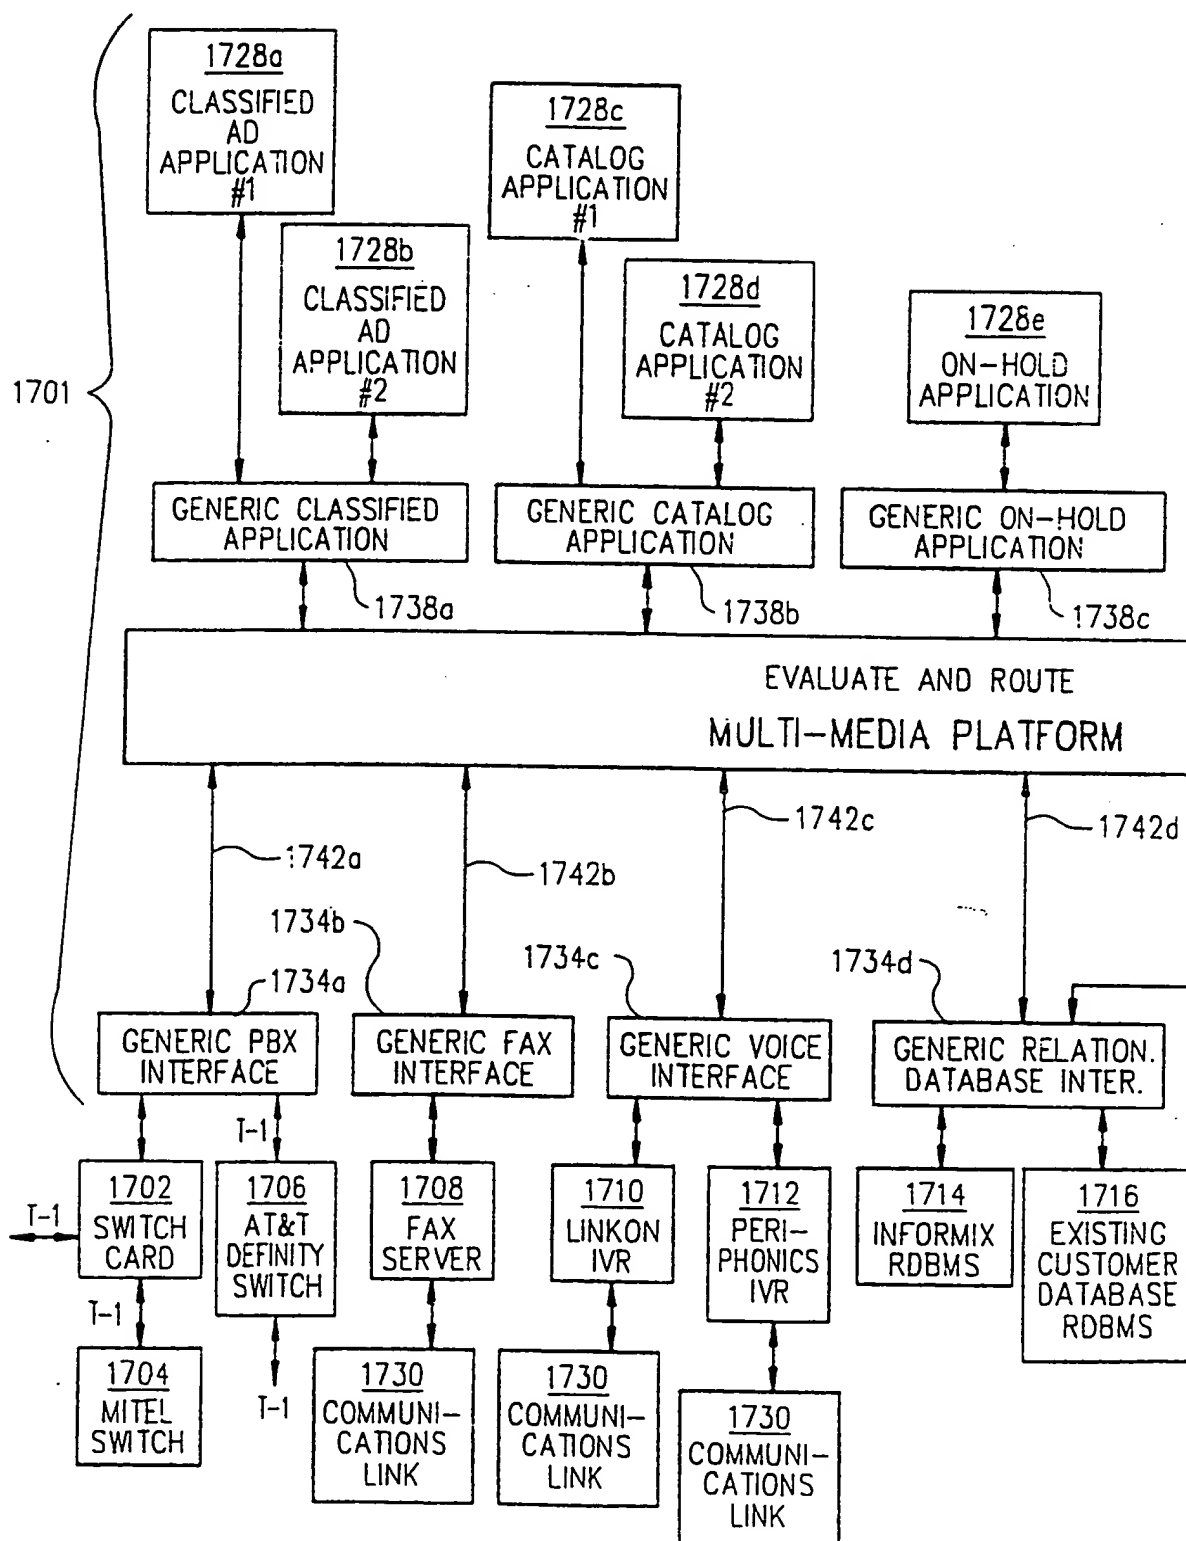 1728a
CLASSIFIED
AD
APPLICATION
#1
1728c
CATALOG
APPLICATION
#1
1728b
CLASSIFIED
AD
APPLICATION
#2
1728d
CATALOG
APPLICATION
#2
1728e
ON-HOLD
APPLICATION
1701
GENERIC CLASSIFIED
APPLICATION
GENERIC CATALOG
APPLICATION
GENERIC ON-HOLD
APPLICATION
1738a
1738b
1738c
EVALUATE AND ROUTE
MULTI-MEDIA PLATFORM
1742a
1742b
1742c
1742d
1734a
1734b
1734c
1734d
GENERIC PBX
INTERFACE
GENERIC FAX
INTERFACE
GENERIC VOICE
INTERFACE
GENERIC RELATION.
DATABASE INTER.
T-1
T-1
1702
SWITCH
CARD
1706
AT&T
DEFINITY
SWITCH
1708
FAX
SERVER
1710
LINKON
IVR
1712
PERI-
PHONICS
IVR
1714
INFORMIX
RDBMS
1716
EXISTING
CUSTOMER
DATABASE
RDBMS
T-1
T-1
1704
MITEL
SWITCH
1730
COMMUNI-
CATIONS
LINK
1730
COMMUNI-
CATIONS
LINK
1730
COMMUNI-
CATIONS
LINK